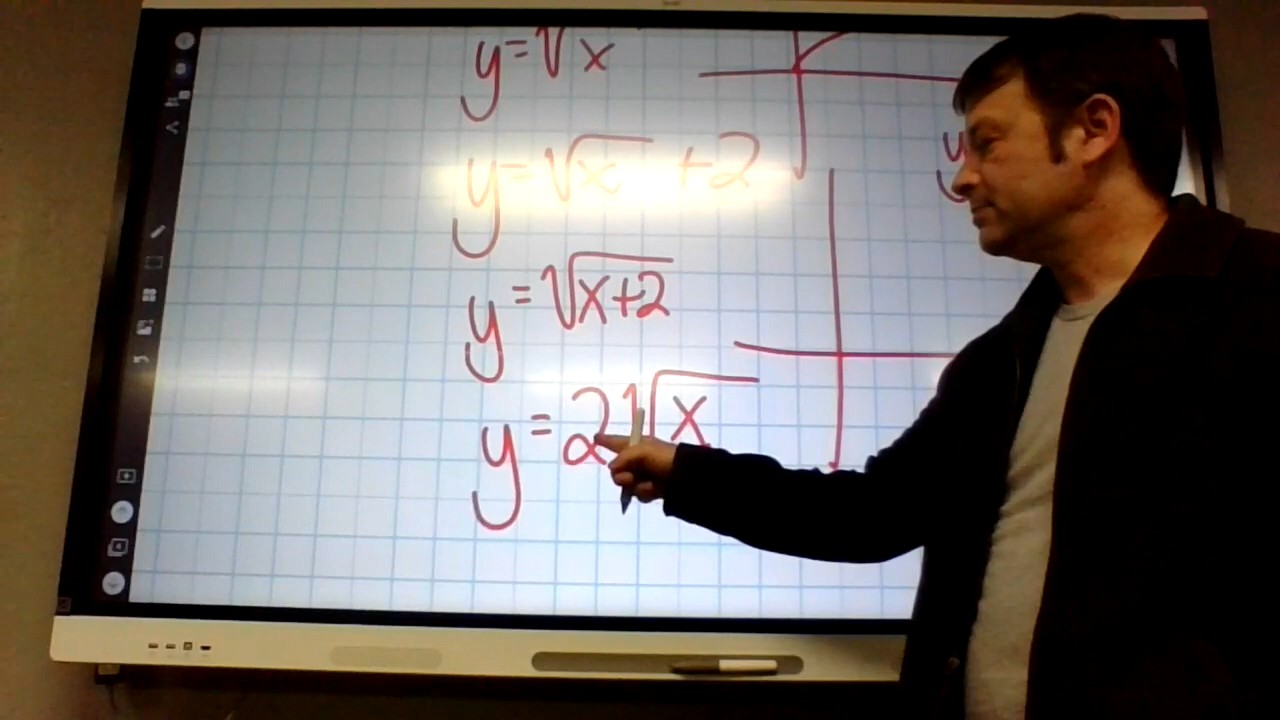 y=√x
y=√x +2
y
y=√x+2
y=2√x